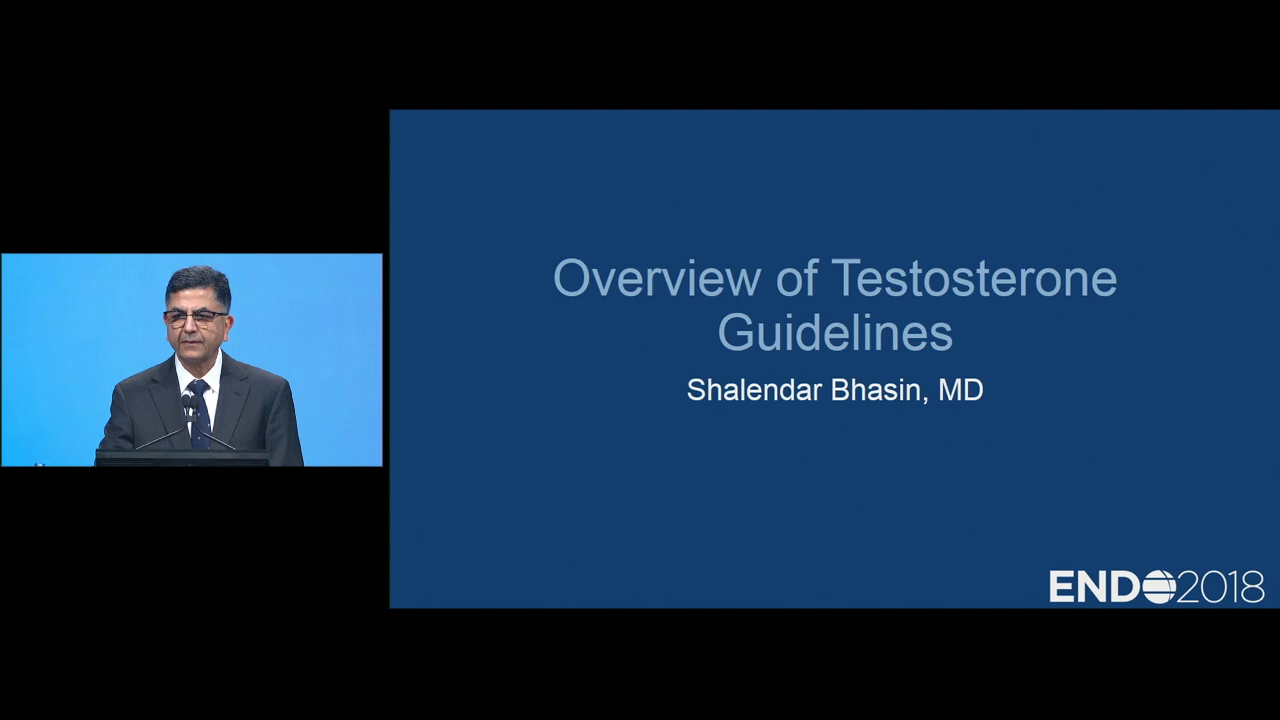 Overview of Testosterone
Guidelines
Shalendar Bhasin, MD
ENDO2018